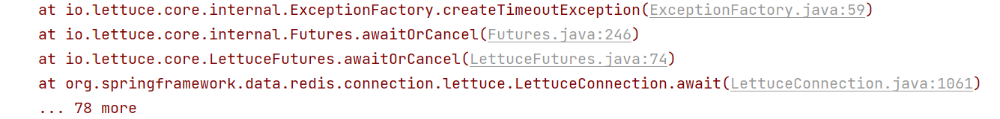 at io.lettuce.core.internal.ExceptionFactory.createTimeoutException(ExceptionFactory.java:59)
at io.lettuce.core.internal.Futures.awaitOrCancel(Futures.java:246)
at io.lettuce.core.LettuceFutures.awaitOrCancel(LettuceFutures.java:74)
at org.springframework.data.redis.connection.lettuce.LettuceConnection.await(LettuceConnection.java:1061)
... 78 more